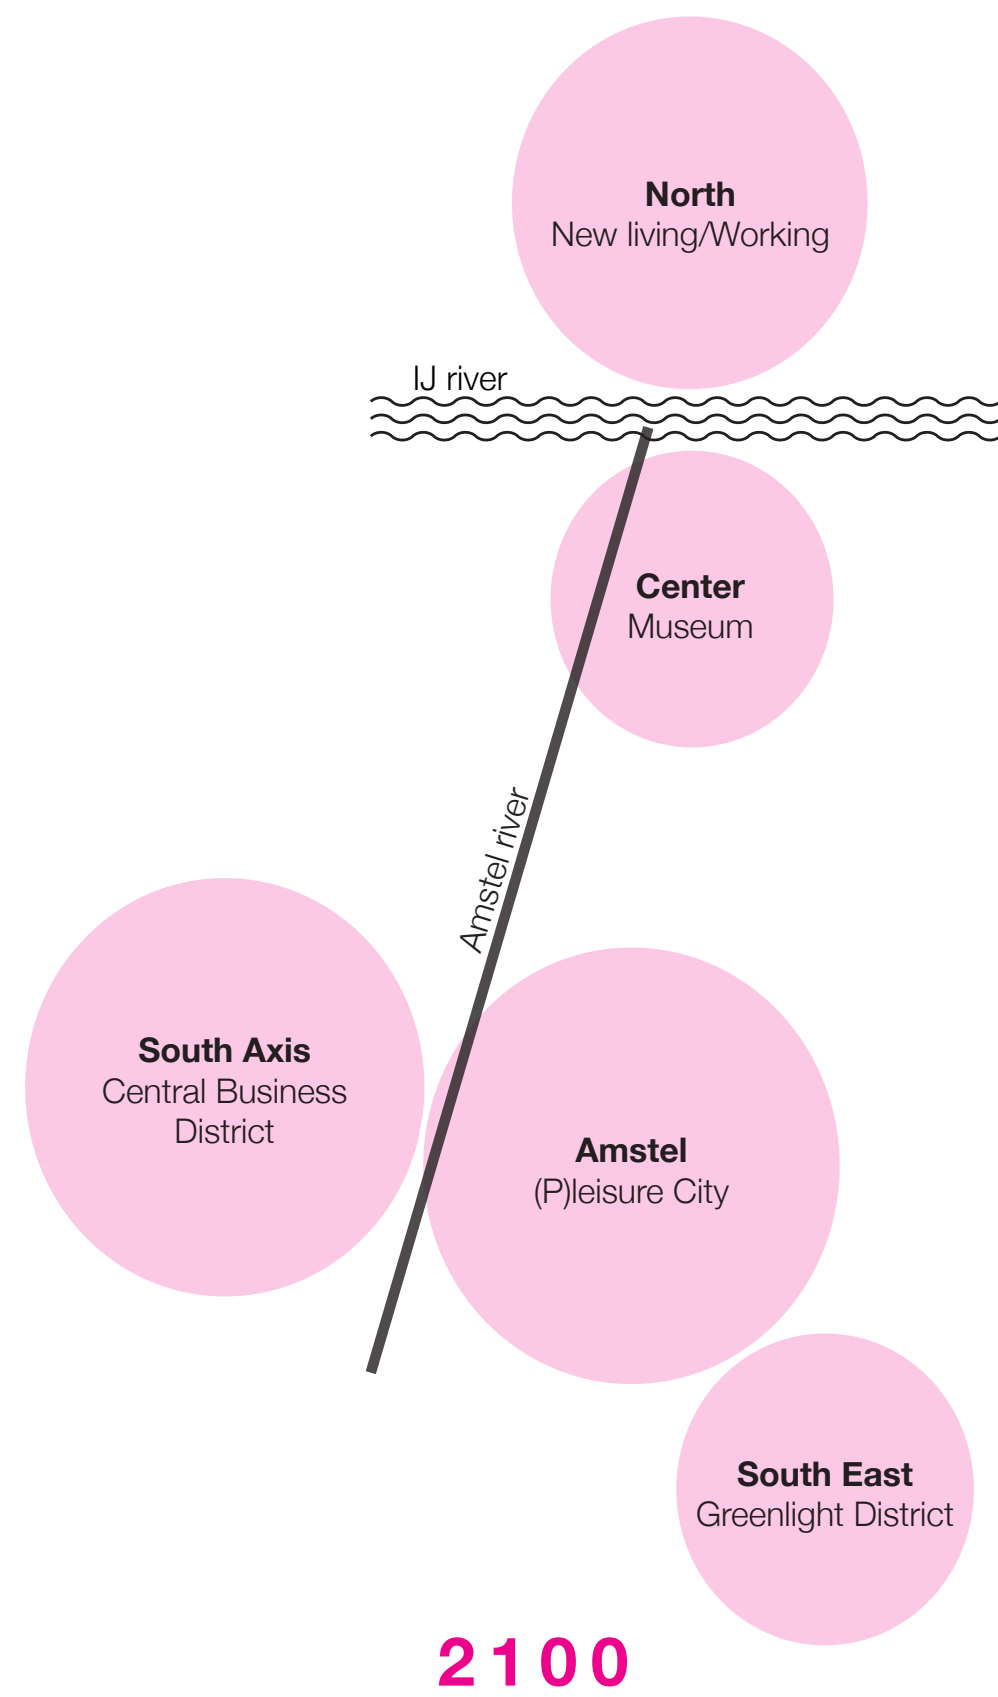 North
New living/Working
IJ river
Center
Museum
Amstel river
South Axis
Central Business
District
Amstel
(P)leisure City
South East
Greenlight District
2100